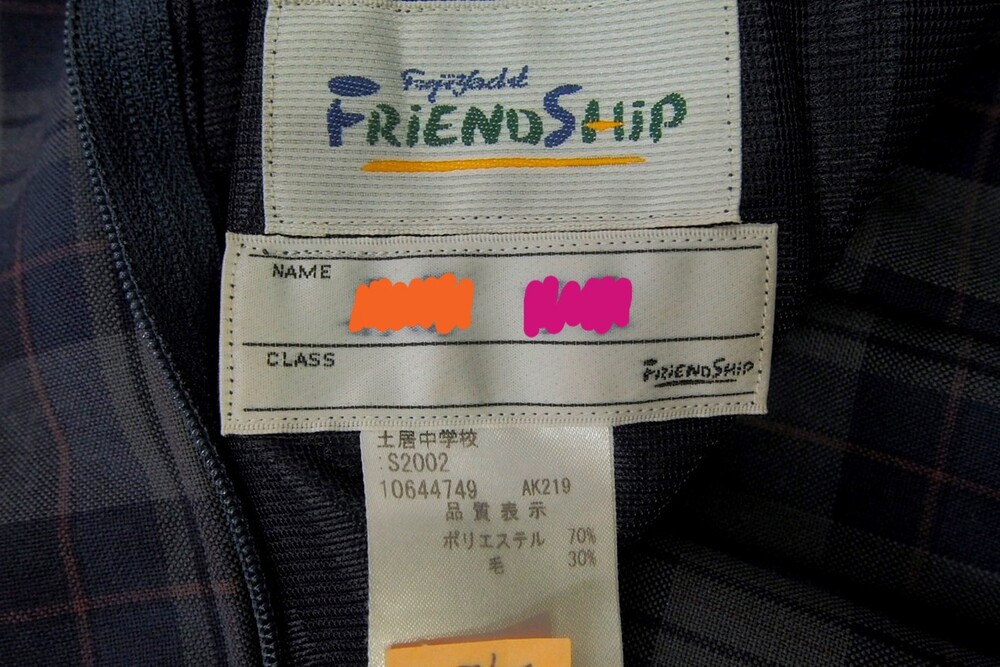 Fujiyacht
FRiENDSHiP
NAME
CLASS
FRiENDSHiP
土居中学校
:S2002
10644749 AK219
品質表示
ポリエステル 70%
毛 30%